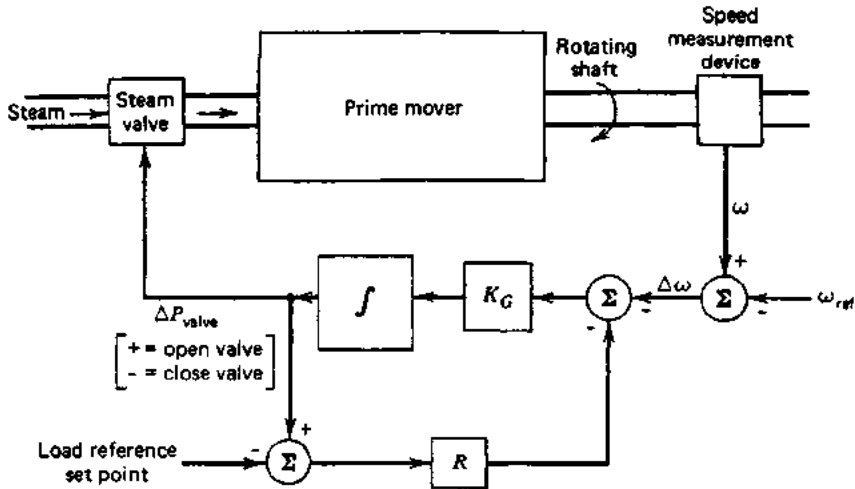 Speed
measurement
device
Rotating
shaft
Steam
Steam
valve
Prime mover
ω
+
Δω
ω_ref
-
Σ
-
Σ
-
K_G
∫
ΔP_valve
[ + = open valve
- = close valve ]
+
-
Load reference
set point
Σ
R